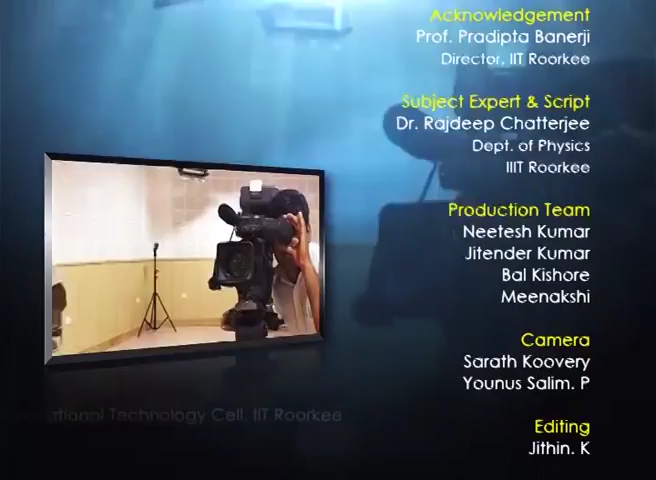 Acknowledgement
Prof. Pradipta Banerji
Director, IIT Roorkee
Subject Expert & Script
Dr. Rajdeep Chatterjee
Dept. of Physics
IIIT Roorkee
Production Team
Neetesh Kumar
Jitender Kumar
Bal Kishore
Meenakshi
Camera
Sarath Koovery
Younus Salim. P
Technology Cell, IIT Roorkee
Editing
Jithin. K